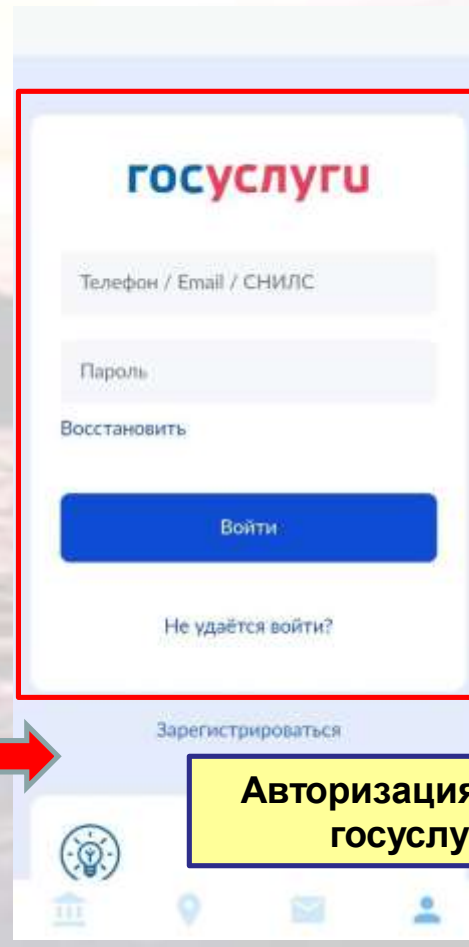 госуслуги
Телефон / Email / СНИЛС
Пароль
Восстановить
Войти
Не удаётся войти?
Зарегистрироваться
Авторизация
госуслу